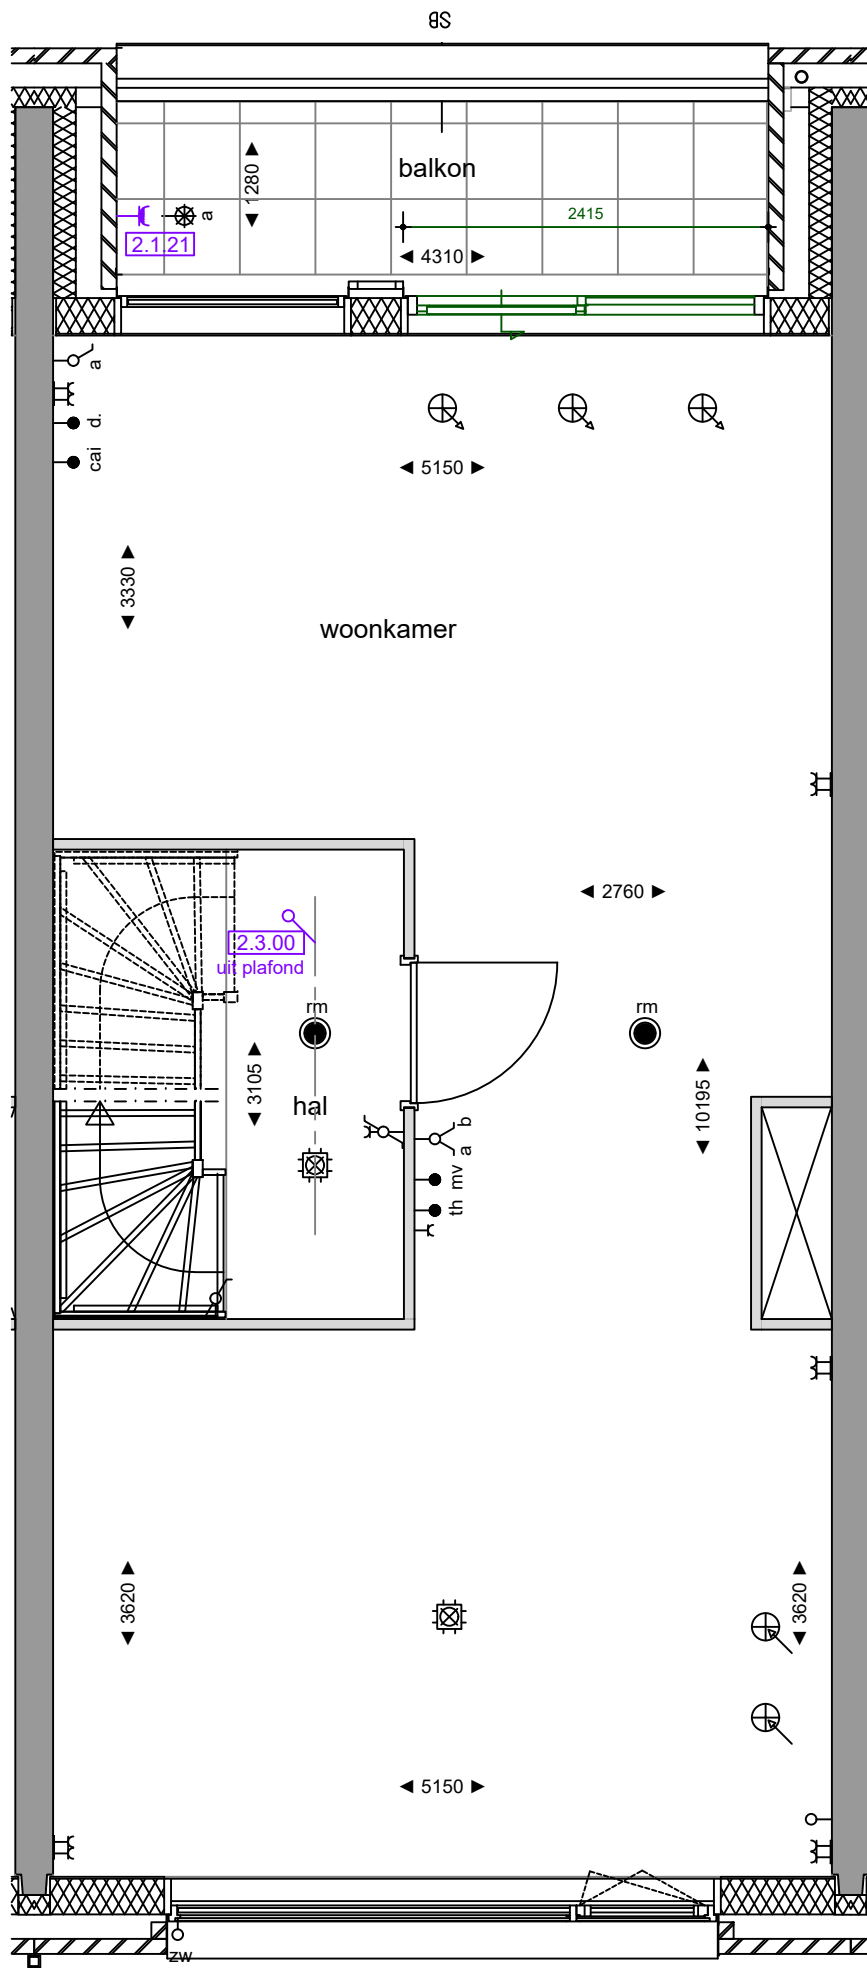 SB
balkon
1280
a
2.1.21
2415
4310
a
d.
cai
5150
3330
woonkamer
2760
2.3.00
uit plafond
rm
rm
3105
hal
10195
b
a
mv
th
3620
3620
5150
zw